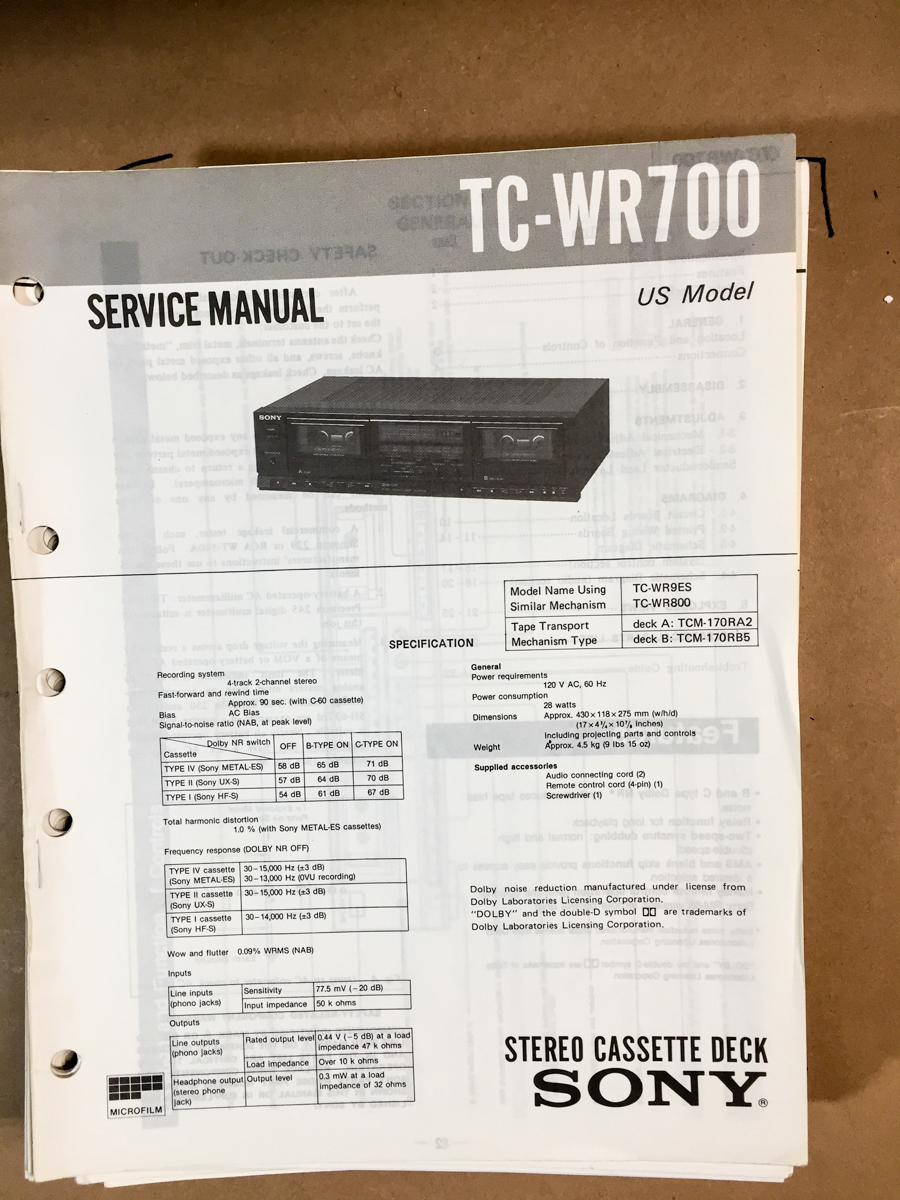 TC-WR700
SERVICE MANUAL
US Model
SONY
Model Name Using Similar Mechanism TC-WR9ES TC-WR800
Tape Transport Mechanism Type deck A: TCM-170RA2 deck B: TCM-170RB5
SPECIFICATION
Recording system
4-track 2-channel stereo
Fast-forward and rewind time
Approx. 90 sec. (with C-60 cassette)
Bias AC Bias
Signal-to-noise ratio (NAB, at peak level)
Dolby NR switch OFF B-TYPE ON C-TYPE ON
Cassette
TYPE IV (Sony METAL-ES) 58 dB 65 dB 71 dB
TYPE II (Sony UX-S) 57 dB 64 dB 70 dB
TYPE I (Sony HF-S) 54 dB 61 dB 67 dB
Total harmonic distortion
1.0 % (with Sony METAL-ES cassettes)
Frequency response (DOLBY NR OFF)
TYPE IV cassette 30–15,000 Hz (±3 dB)
(Sony METAL-ES) 30–13,000 Hz (0VU recording)
TYPE II cassette 30–15,000 Hz (±3 dB)
(Sony UX-S)
TYPE I cassette 30–14,000 Hz (±3 dB)
(Sony HF-S)
Wow and flutter 0.09% WRMS (NAB)
Inputs
Line inputs (phono jacks) Sensitivity 77.5 mV (−20 dB)
Input impedance 50 k ohms
Outputs
Line outputs (phono jacks) Rated output level 0.44 V (−5 dB) at a load impedance 47 k ohms
Load impedance Over 10 k ohms
Headphone output (stereo phone jack) Output level 0.3 mW at a load impedance of 32 ohms
General
Power requirements
120 V AC, 60 Hz
Power consumption
28 watts
Dimensions Approx. 430 × 118 × 275 mm (w/h/d)
(17 × 4¾ × 10⅞ inches)
Including projecting parts and controls
Weight Approx. 4.5 kg (9 lbs 15 oz)
Supplied accessories
Audio connecting cord (2)
Remote control cord (4-pin) (1)
Screwdriver (1)
Dolby noise reduction manufactured under license from
Dolby Laboratories Licensing Corporation.
"DOLBY" and the double-D symbol are trademarks of
Dolby Laboratories Licensing Corporation.
MICROFILM
STEREO CASSETTE DECK
SONY®